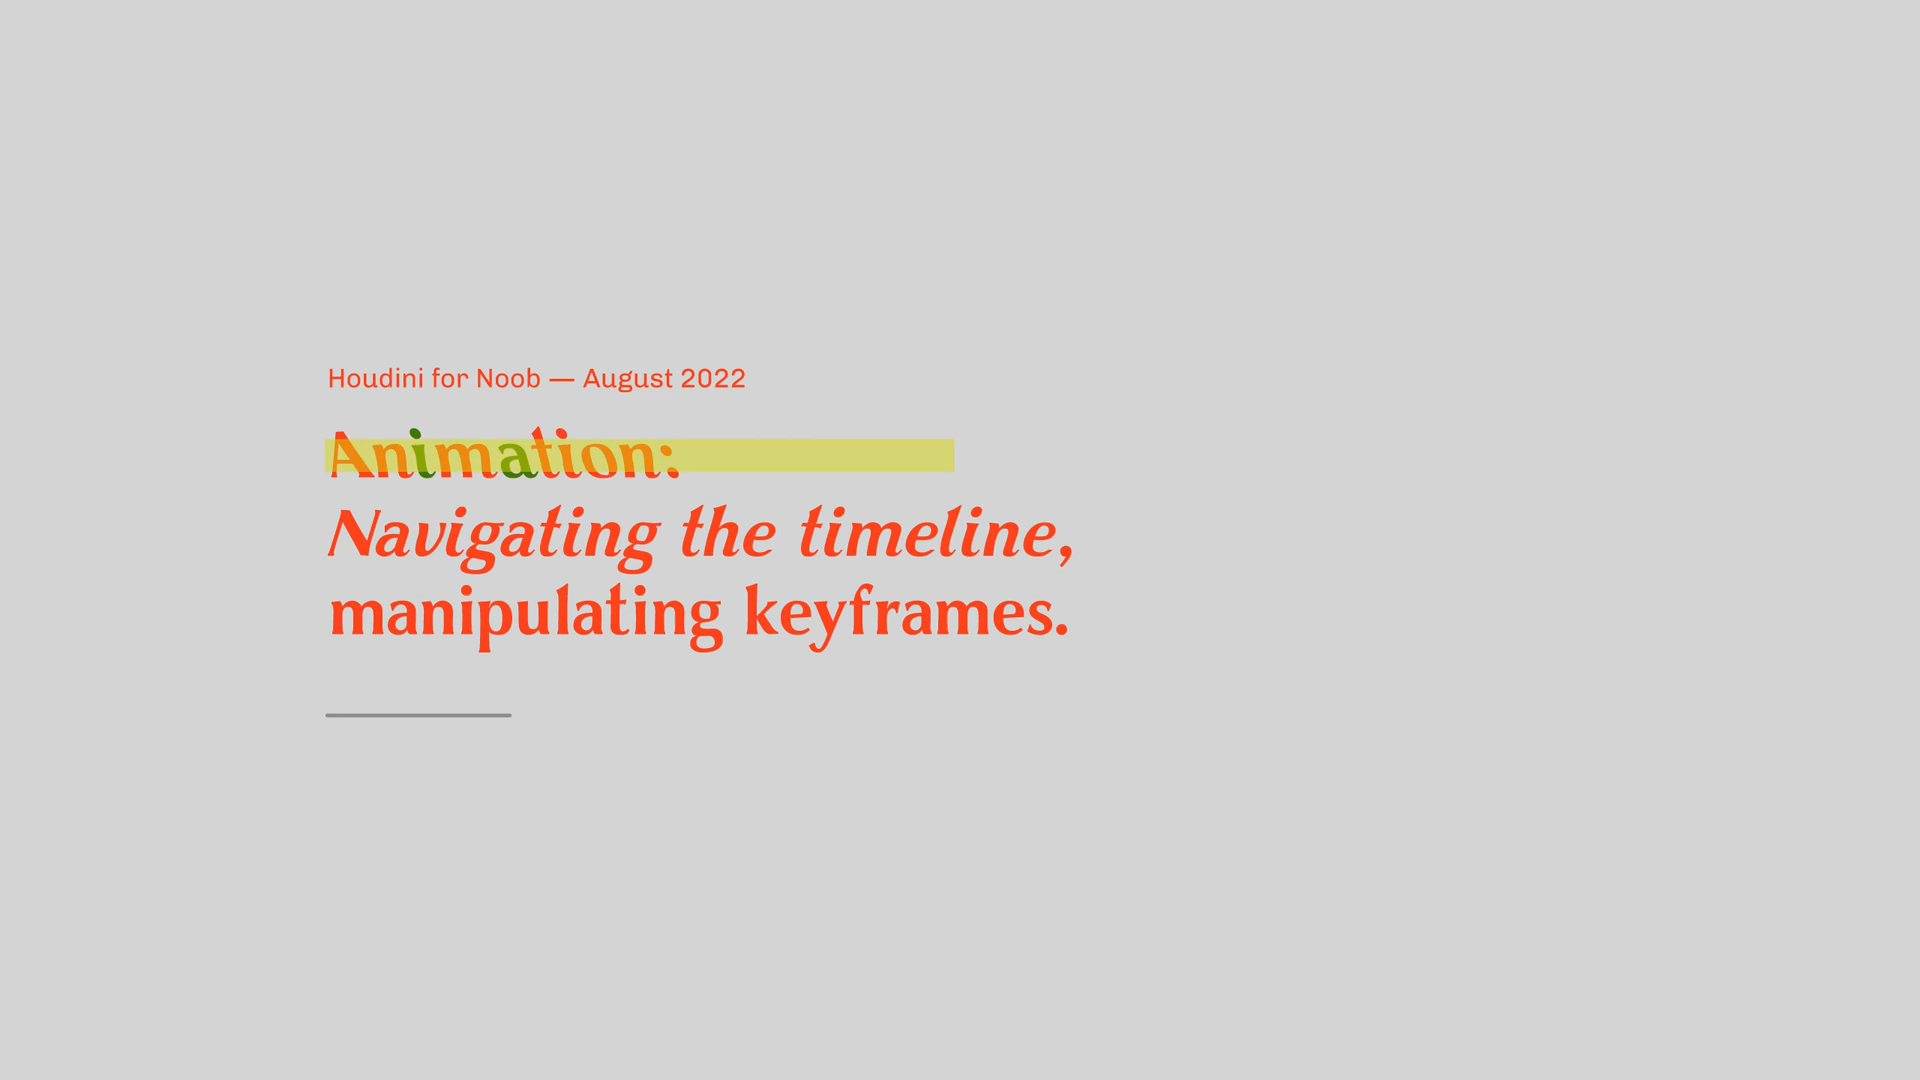 Houdini for Noob — August 2022
Animation:
Navigating the timeline,
manipulating keyframes.